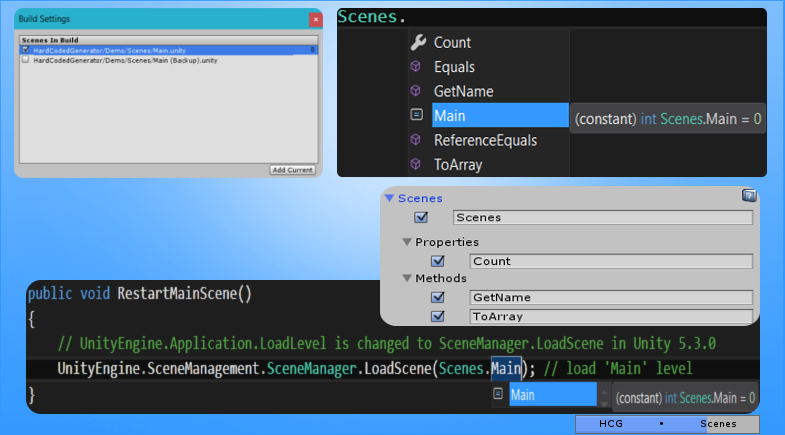 Build Settings
x
Scenes In Build
HardCodedGenerator/Demo/Scenes/Main.unity 0
HardCodedGenerator/Demo/Scenes/Main (Backup).unity
Add Current
Scenes.
Count
Equals
GetName
Main (constant) int Scenes.Main = 0
ReferenceEquals
ToArray
Scenes
Scenes
Properties
Count
Methods
GetName
ToArray
public void RestartMainScene()
{
// UnityEngine.Application.LoadLevel is changed to SceneManager.LoadScene in Unity 5.3.0
UnityEngine.SceneManagement.SceneManager.LoadScene(Scenes.Main); // load 'Main' level
} Main (constant) int Scenes.Main = 0
HCG • Scenes